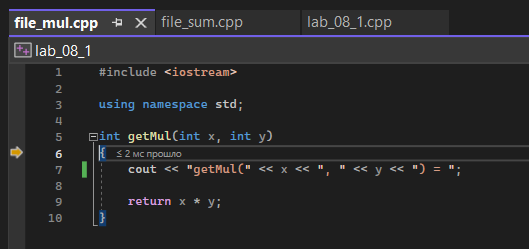 file_mul.cpp file_sum.cpp lab_08_1.cpp
lab_08_1
1 #include <iostream>
2
3 using namespace std;
4
5 int getMul(int x, int y)
6 { ≤ 2 мс прошло
7 cout << "getMul(" << x << ", " << y << ") = ";
8
9 return x * y;
10 }